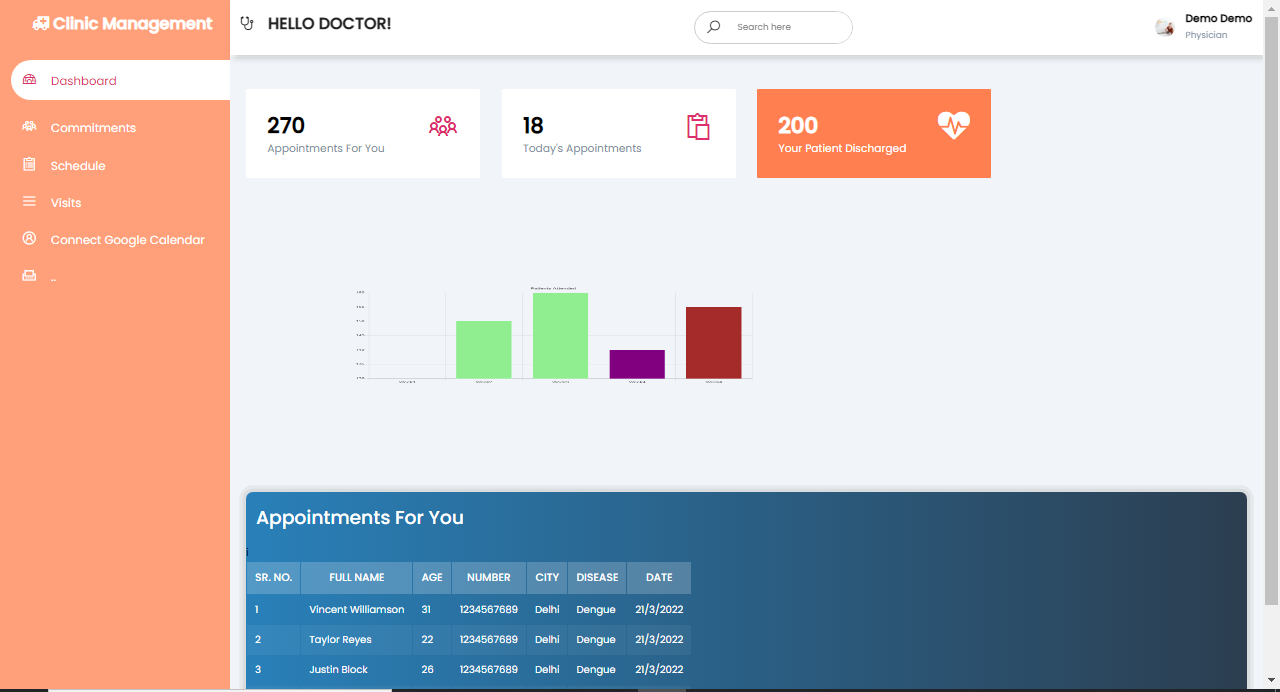 Clinic Management
HELLO DOCTOR!
Search here
Demo Demo
Physician
Dashboard
Commitments
Schedule
Visits
Connect Google Calendar
..
270
Appointments For You
18
Today's Appointments
200
Your Patient Discharged
Patients Attended
Appointments For You
i
SR. NO. FULL NAME AGE NUMBER CITY DISEASE DATE
1 Vincent Williamson 31 1234567689 Delhi Dengue 21/3/2022
2 Taylor Reyes 22 1234567689 Delhi Dengue 21/3/2022
3 Justin Block 26 1234567689 Delhi Dengue 21/3/2022